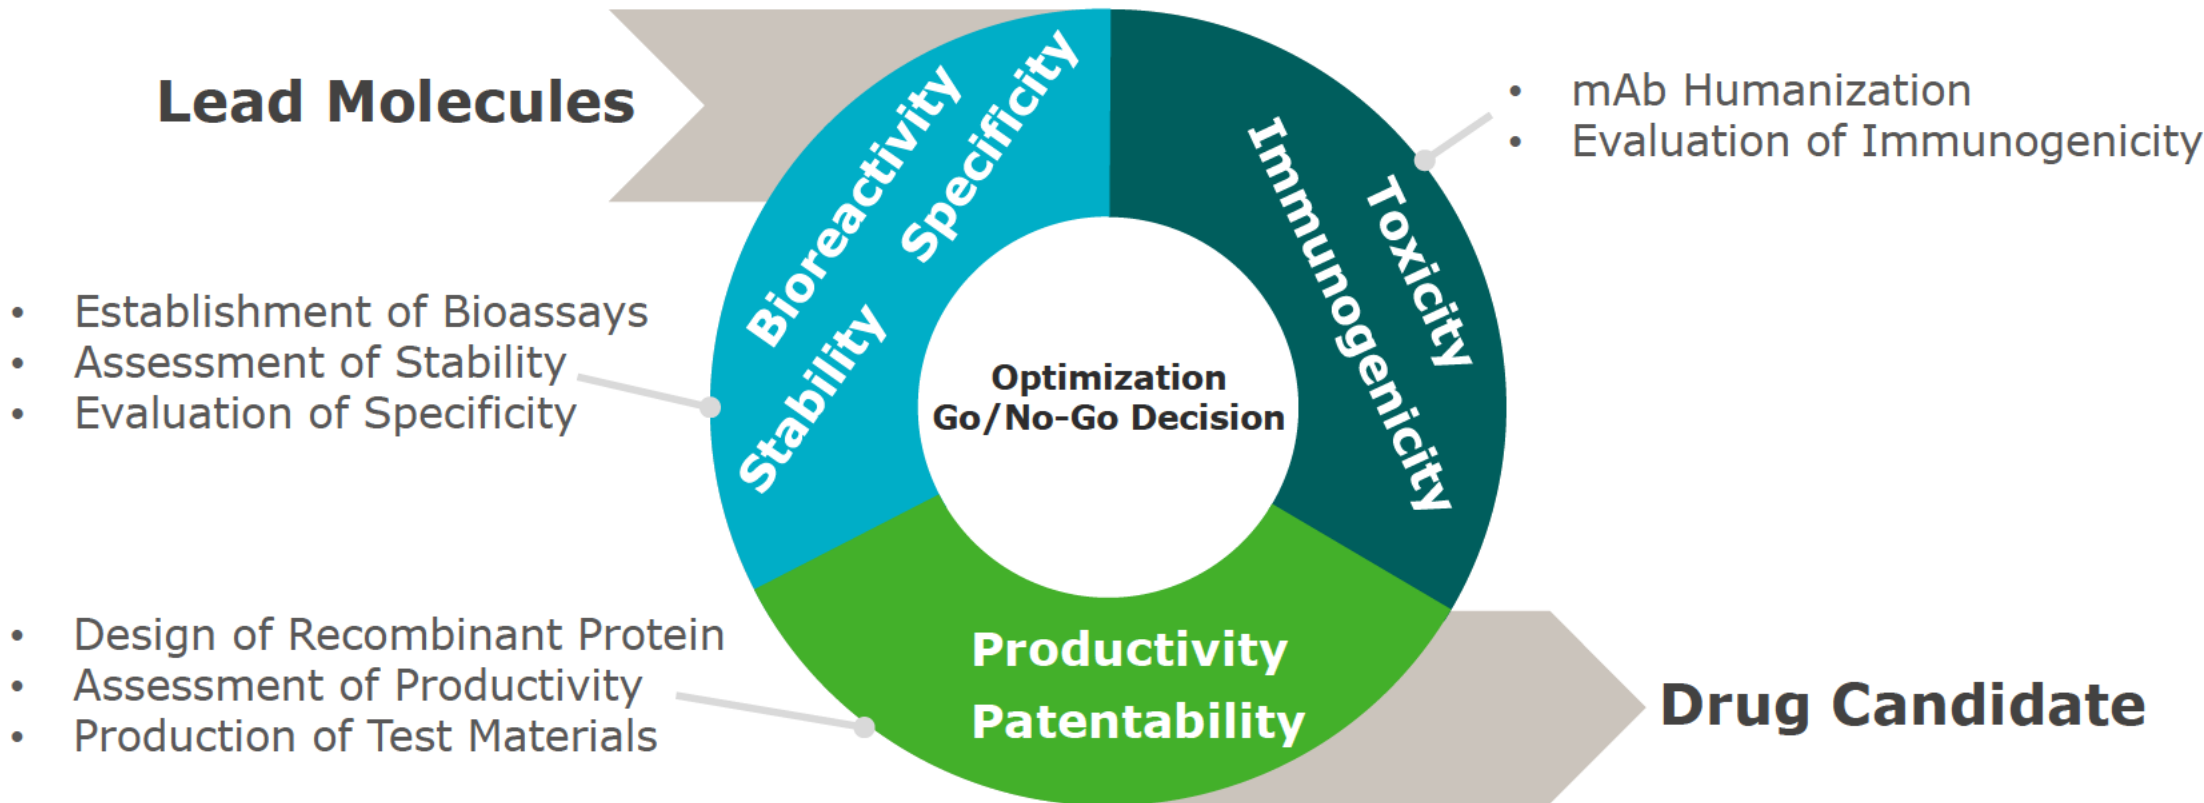 Lead Molecules
• Establishment of Bioassays
• Assessment of Stability
• Evaluation of Specificity
• Design of Recombinant Protein
• Assessment of Productivity
• Production of Test Materials
Bioreactivity
Specificity
Stability
Optimization
Go/No-Go Decision
Immunogenicity
Toxicity
Productivity
Patentability
• mAb Humanization
• Evaluation of Immunogenicity
Drug Candidate